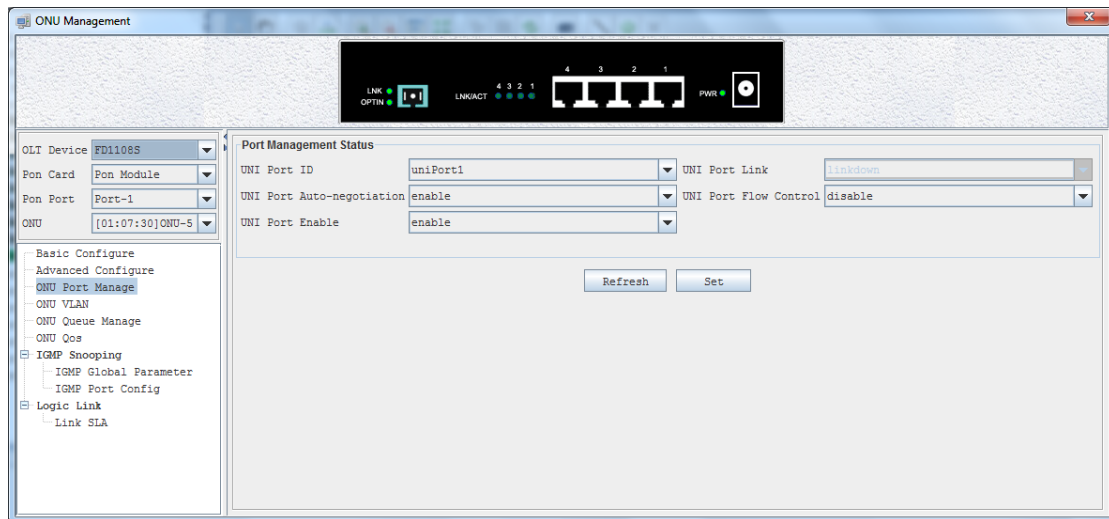 ONU Management
4 3 2 1
LNK
OPTIN
LNK/ACT
4 3 2 1
PWR
OLT Device FD1108S
Pon Card Pon Module
Pon Port Port-1
ONU [01:07:30]ONU-5
Basic Configure
Advanced Configure
ONU Port Manage
ONU VLAN
ONU Queue Manage
ONU Qos
IGMP Snooping
IGMP Global Parameter
IGMP Port Config
Logic Link
Link SLA
Port Management Status
UNI Port ID uniPort1 UNI Port Link linkdown
UNI Port Auto-negotiation enable UNI Port Flow Control disable
UNI Port Enable enable
Refresh Set